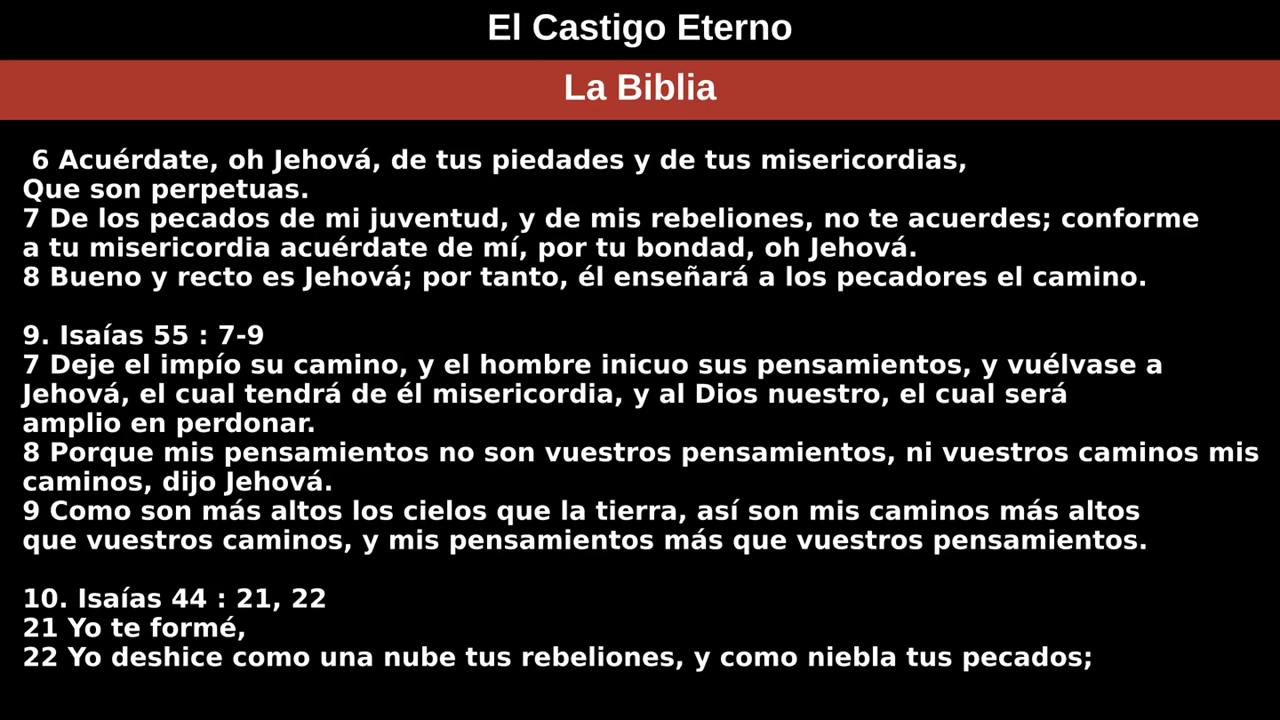 El Castigo Eterno
La Biblia
6 Acuérdate, oh Jehová, de tus piedades y de tus misericordias,
Que son perpetuas.
7 De los pecados de mi juventud, y de mis rebeliones, no te acuerdes; conforme
a tu misericordia acuérdate de mí, por tu bondad, oh Jehová.
8 Bueno y recto es Jehová; por tanto, él enseñará a los pecadores el camino.
9. Isaías 55 : 7-9
7 Deje el impío su camino, y el hombre inicuo sus pensamientos, y vuélvase a
Jehová, el cual tendrá de él misericordia, y al Dios nuestro, el cual será
amplio en perdonar.
8 Porque mis pensamientos no son vuestros pensamientos, ni vuestros caminos mis
caminos, dijo Jehová.
9 Como son más altos los cielos que la tierra, así son mis caminos más altos
que vuestros caminos, y mis pensamientos más que vuestros pensamientos.
10. Isaías 44 : 21, 22
21 Yo te formé,
22 Yo deshice como una nube tus rebeliones, y como niebla tus pecados;